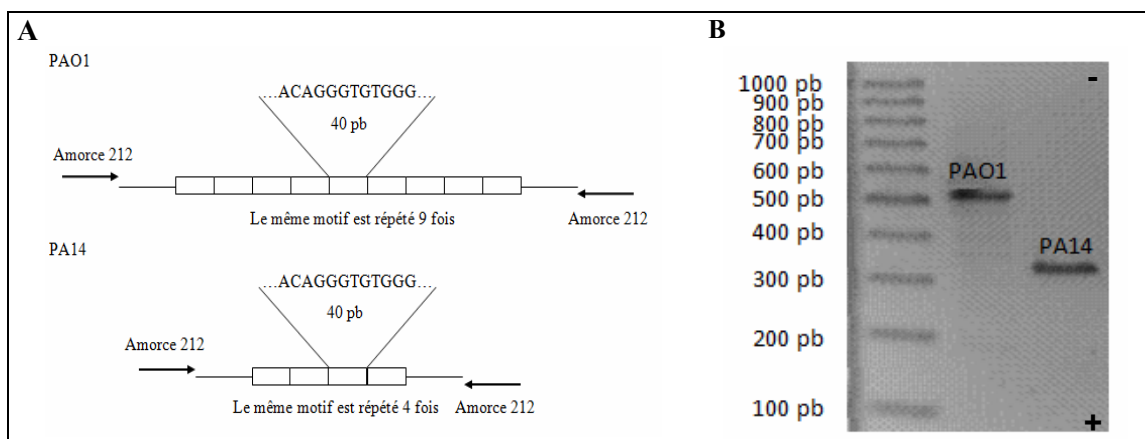 A
PAO1
…ACAGGGTGTGGG…
40 pb
Amorce 212
Amorce 212
Le même motif est répété 9 fois
PA14
…ACAGGGTGTGGG…
40 pb
Amorce 212
Le même motif est répété 4 fois
Amorce 212
B
-
1000 pb
900 pb
800 pb
700 pb
600 pb
PAO1
500 pb
400 pb
PA14
300 pb
200 pb
100 pb
+